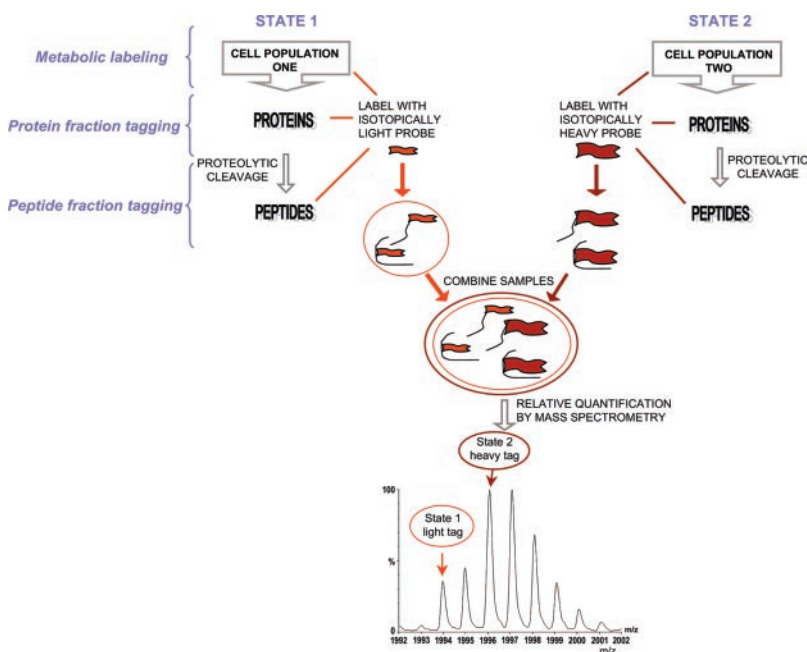 STATE 1
STATE 2
Metabolic labeling
CELL POPULATION
ONE
CELL POPULATION
TWO
Protein fraction tagging
PROTEINS
LABEL WITH
ISOTOPICALLY
LIGHT PROBE
LABEL WITH
ISOTOPICALLY
HEAVY PROBE
PROTEINS
PROTEOLYTIC
CLEAVAGE
PROTEOLYTIC
CLEAVAGE
Peptide fraction tagging
PEPTIDES
PEPTIDES
COMBINE SAMPLES
RELATIVE QUANTIFICATION
BY MASS SPECTROMETRY
State 2
heavy tag
100
State 1
light tag
%
0
m/z
1992 1993 1994 1995 1996 1997 1998 1999 2000 2001 2002
m/z